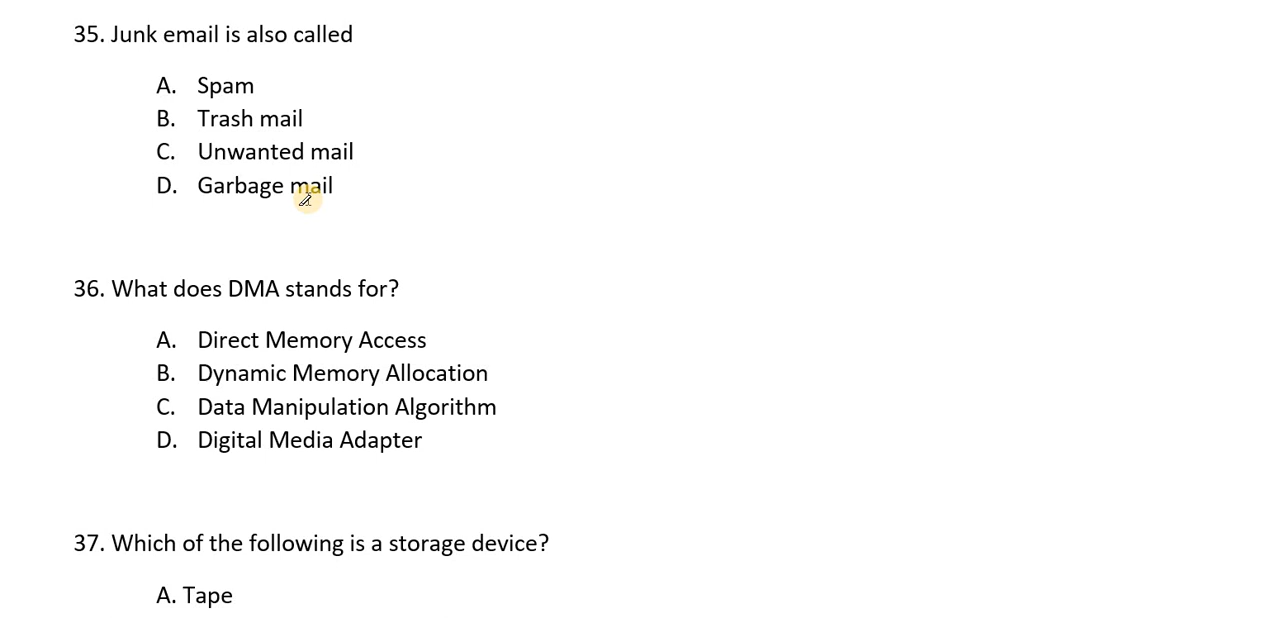 35. Junk email is also called
A. Spam
B. Trash mail
C. Unwanted mail
D. Garbage mail
36. What does DMA stands for?
A. Direct Memory Access
B. Dynamic Memory Allocation
C. Data Manipulation Algorithm
D. Digital Media Adapter
37. Which of the following is a storage device?
A. Tape